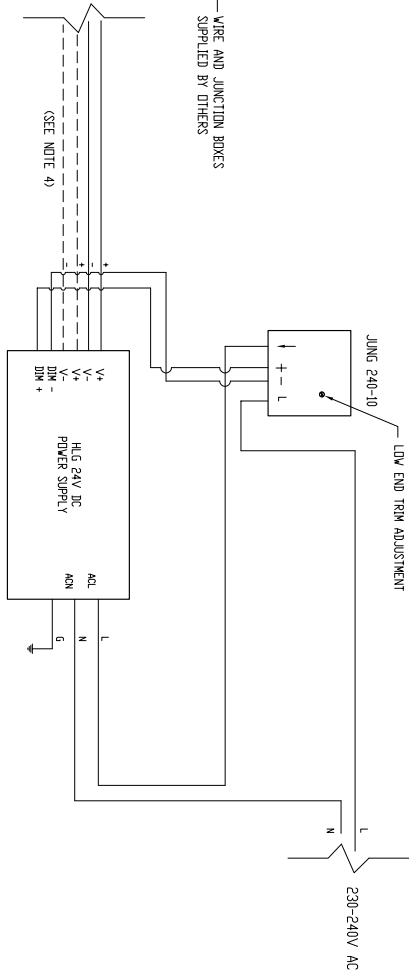 WIRE AND JUNCTION BOXES
SUPPLIED BY OTHERS
(SEE NOTE 4)
+
-
+
-
V+
V-
V+
V-
DIM -
DIM +
HLG 24V DC
POWER SUPPLY
ACL
ACN
L
N
G
JUNG 240-10
LOW END TRIM ADJUSTMENT
+
-
L
L
N
230-240V AC